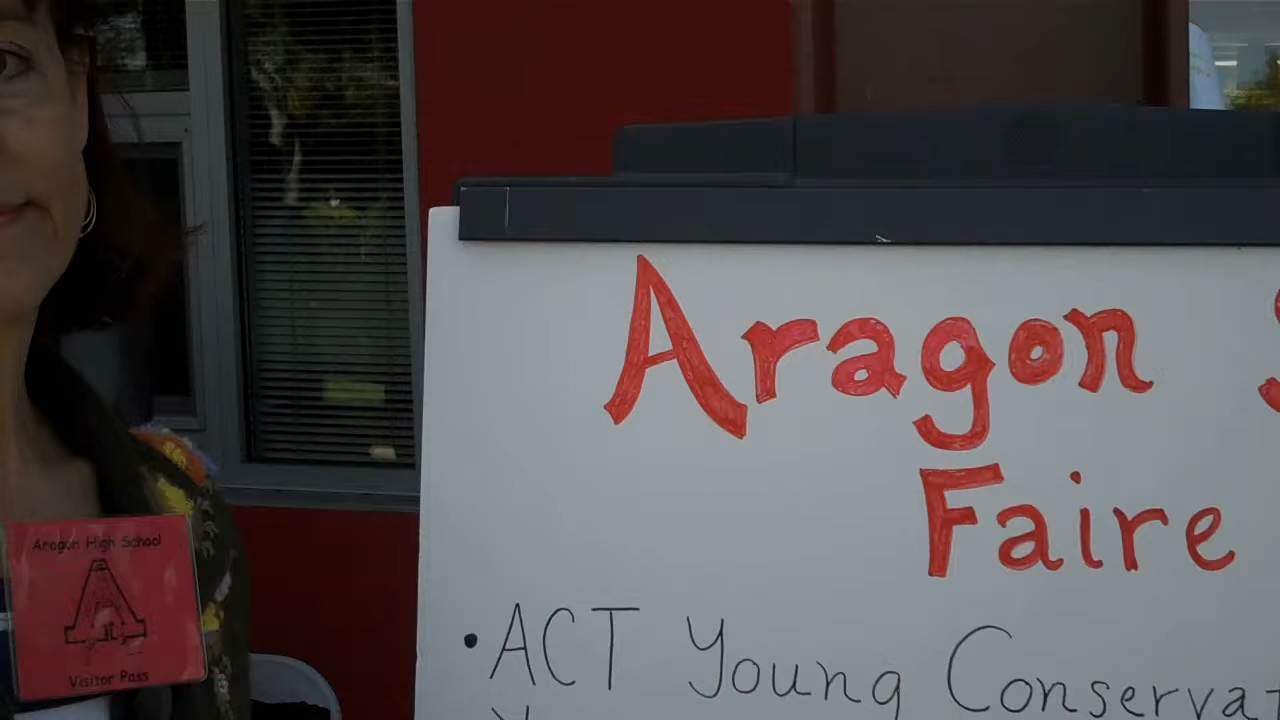 Aragon
Faire
• ACT Young
Aragon High School
A
Visitor Pass